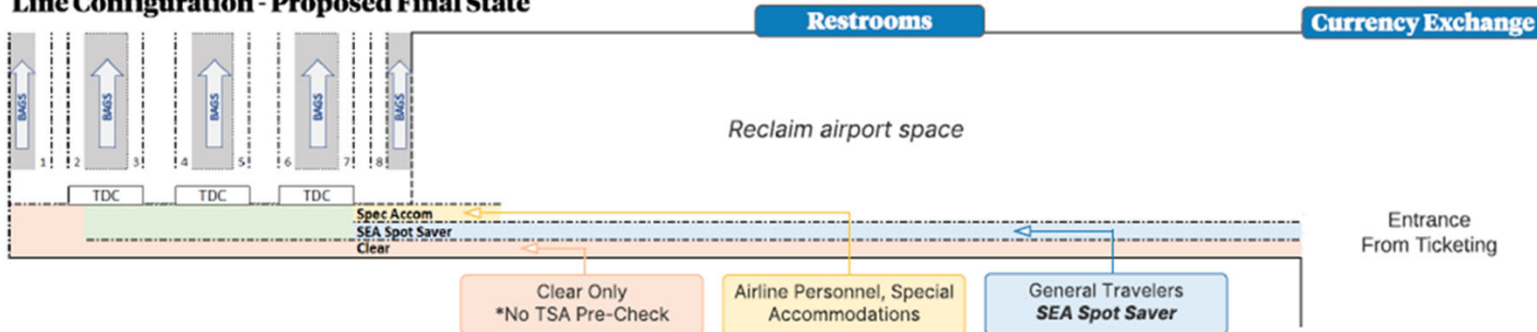 Line Configuration - Proposed Final State
Restrooms
Currency Exchange
BAGS
BAGS
BAGS
BAGS
BAGS
1 2 3 4 5 6 7 8
Reclaim airport space
TDC TDC TDC
Spec Accom
SEA Spot Saver
Clear
Entrance
From Ticketing
Clear Only
*No TSA Pre-Check
Airline Personnel, Special
Accommodations
General Travelers
SEA Spot Saver